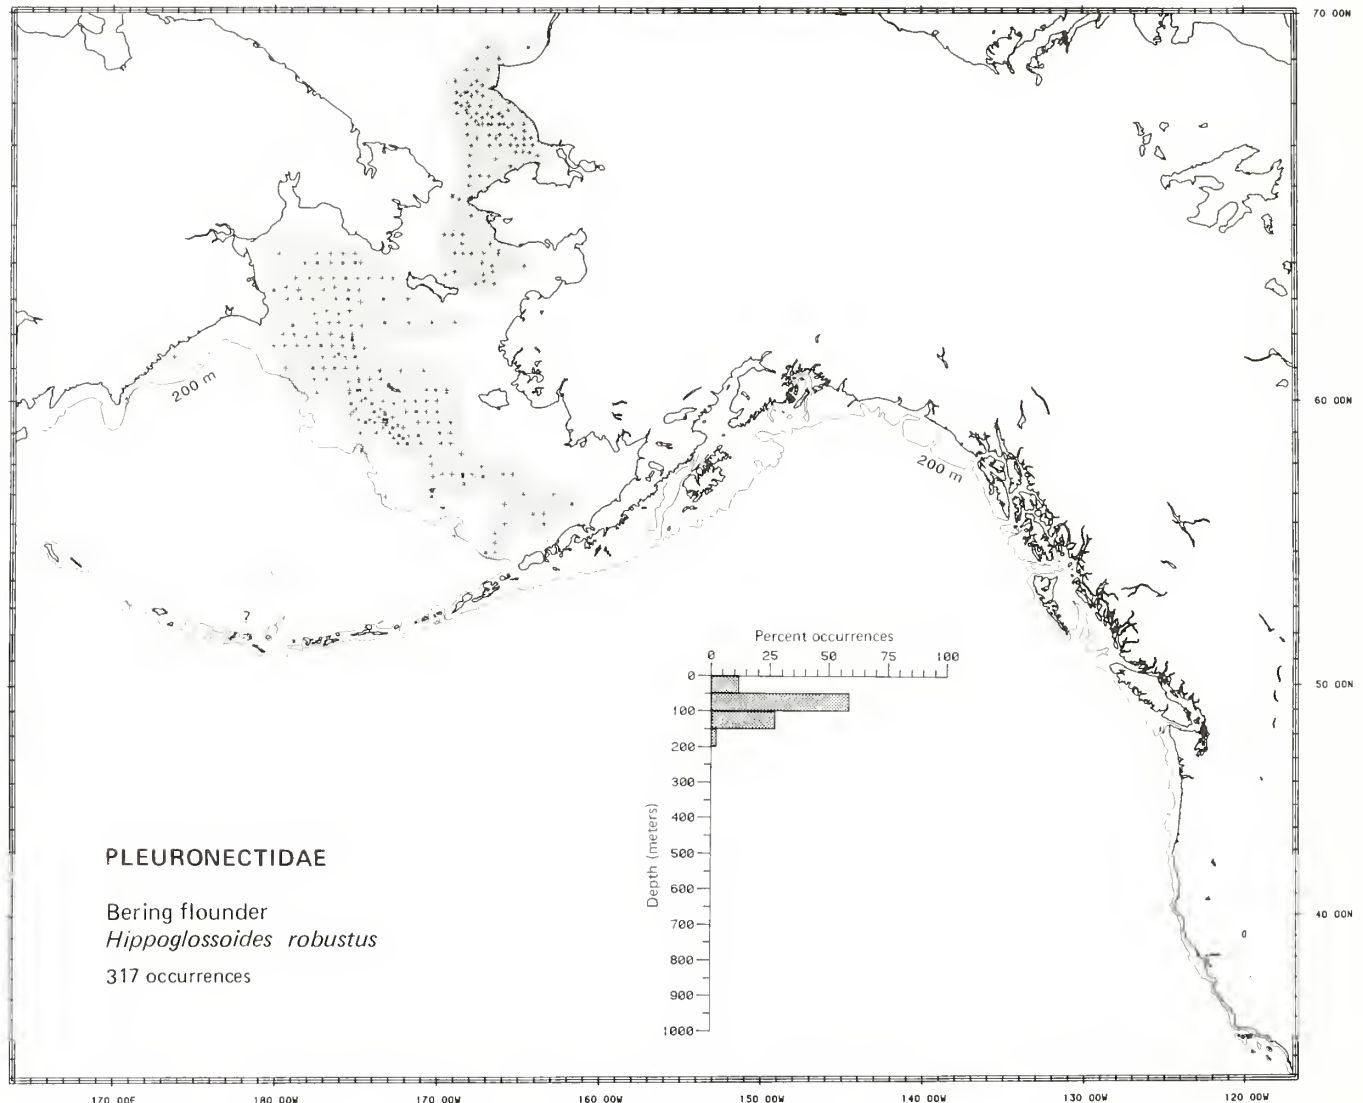 70 00N
200 m
60 00N
200 m
?
Percent occurrences
0 25 50 75 100
50 00N
0
100
200
300
400
500
600
700
800
900
1000
Depth (meters)
PLEURONECTIDAE
Bering flounder
Hippoglossoides robustus
317 occurrences
40 00N
170 00E 180 00W 170 00W 160 00W 150 00W 140 00W 130 00W 120 00W